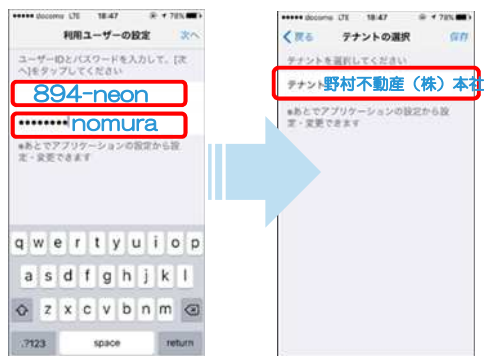 ●●●●● docomo LTE 18:47 78%
利用ユーザーの設定 次へ
ユーザーIDとパスワードを入力して、[次
へ]をタップしてください
894-neon
●●●●●●●● nomura
※あとでアプリケーションの設定から設
定・変更できます
q w e r t y u i o p
a s d f g h j k l
z x c v b n m
.?123 space return
●●●●● docomo LTE 18:47 78%
戻る テナントの選択 保存
テナントを選択してください
テナント 野村不動産（株）本社
※あとでアプリケーションの設定から設
定・変更できます